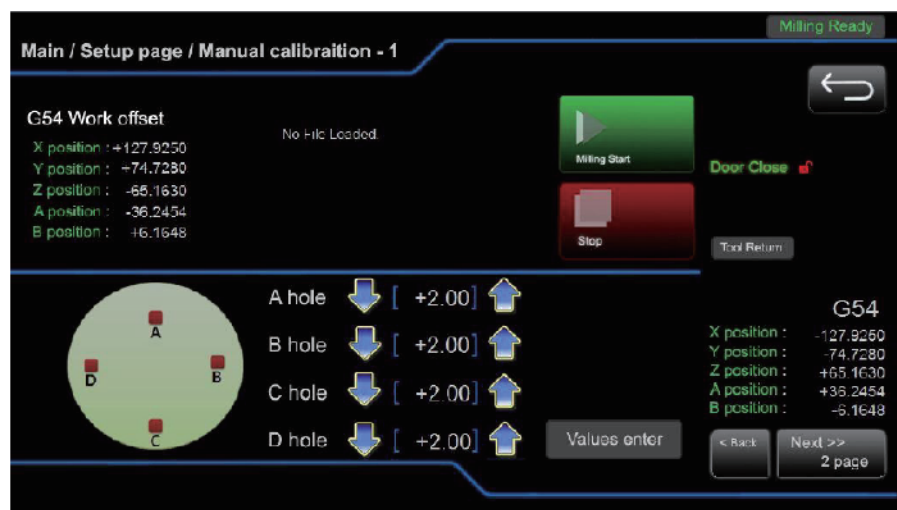 Milling Ready
Main / Setup page / Manual calibraition - 1
G54 Work offset
X position : +127.9250
Y position : +74.7280
Z position : -65.1630
A position : -36.2454
B position : +6.1648
No File Loaded.
Milling Start
Stop
Door Close
Tool Return
A
B
C
D
A hole [ +2.00]
B hole [ +2.00]
C hole [ +2.00]
D hole [ +2.00]
Values enter
G54
X position : -127.9250
Y position : -74.7280
Z position : +65.1630
A position : +36.2454
B position : -6.1648
< Back
Next >>
2 page